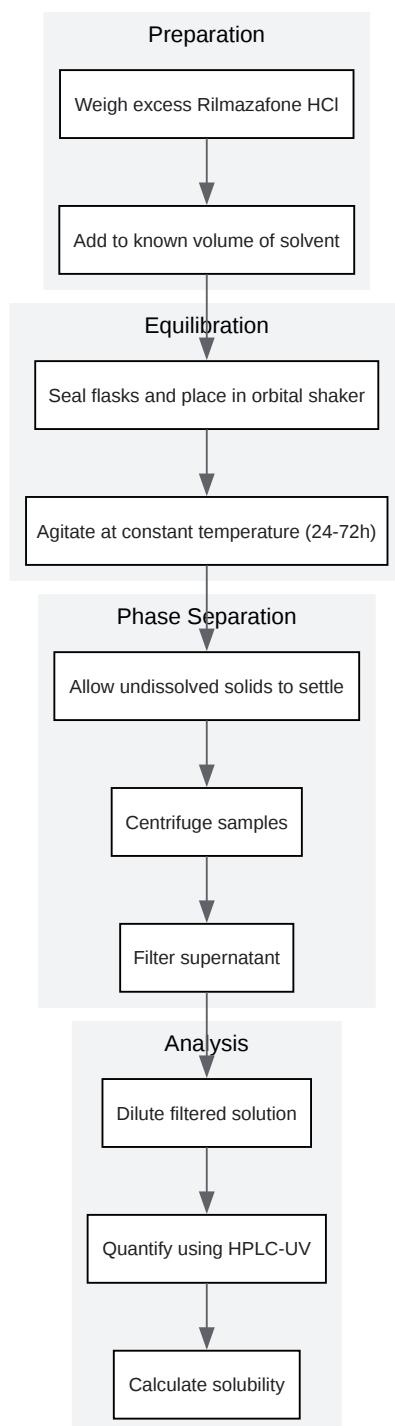 Preparation
Weigh excess Rilmazafone HCl
Add to known volume of solvent
Equilibration
Seal flasks and place in orbital shaker
Agitate at constant temperature (24-72h)
Phase Separation
Allow undissolved solids to settle
Centrifuge samples
Filter supernatant
Analysis
Dilute filtered solution
Quantify using HPLC-UV
Calculate solubility